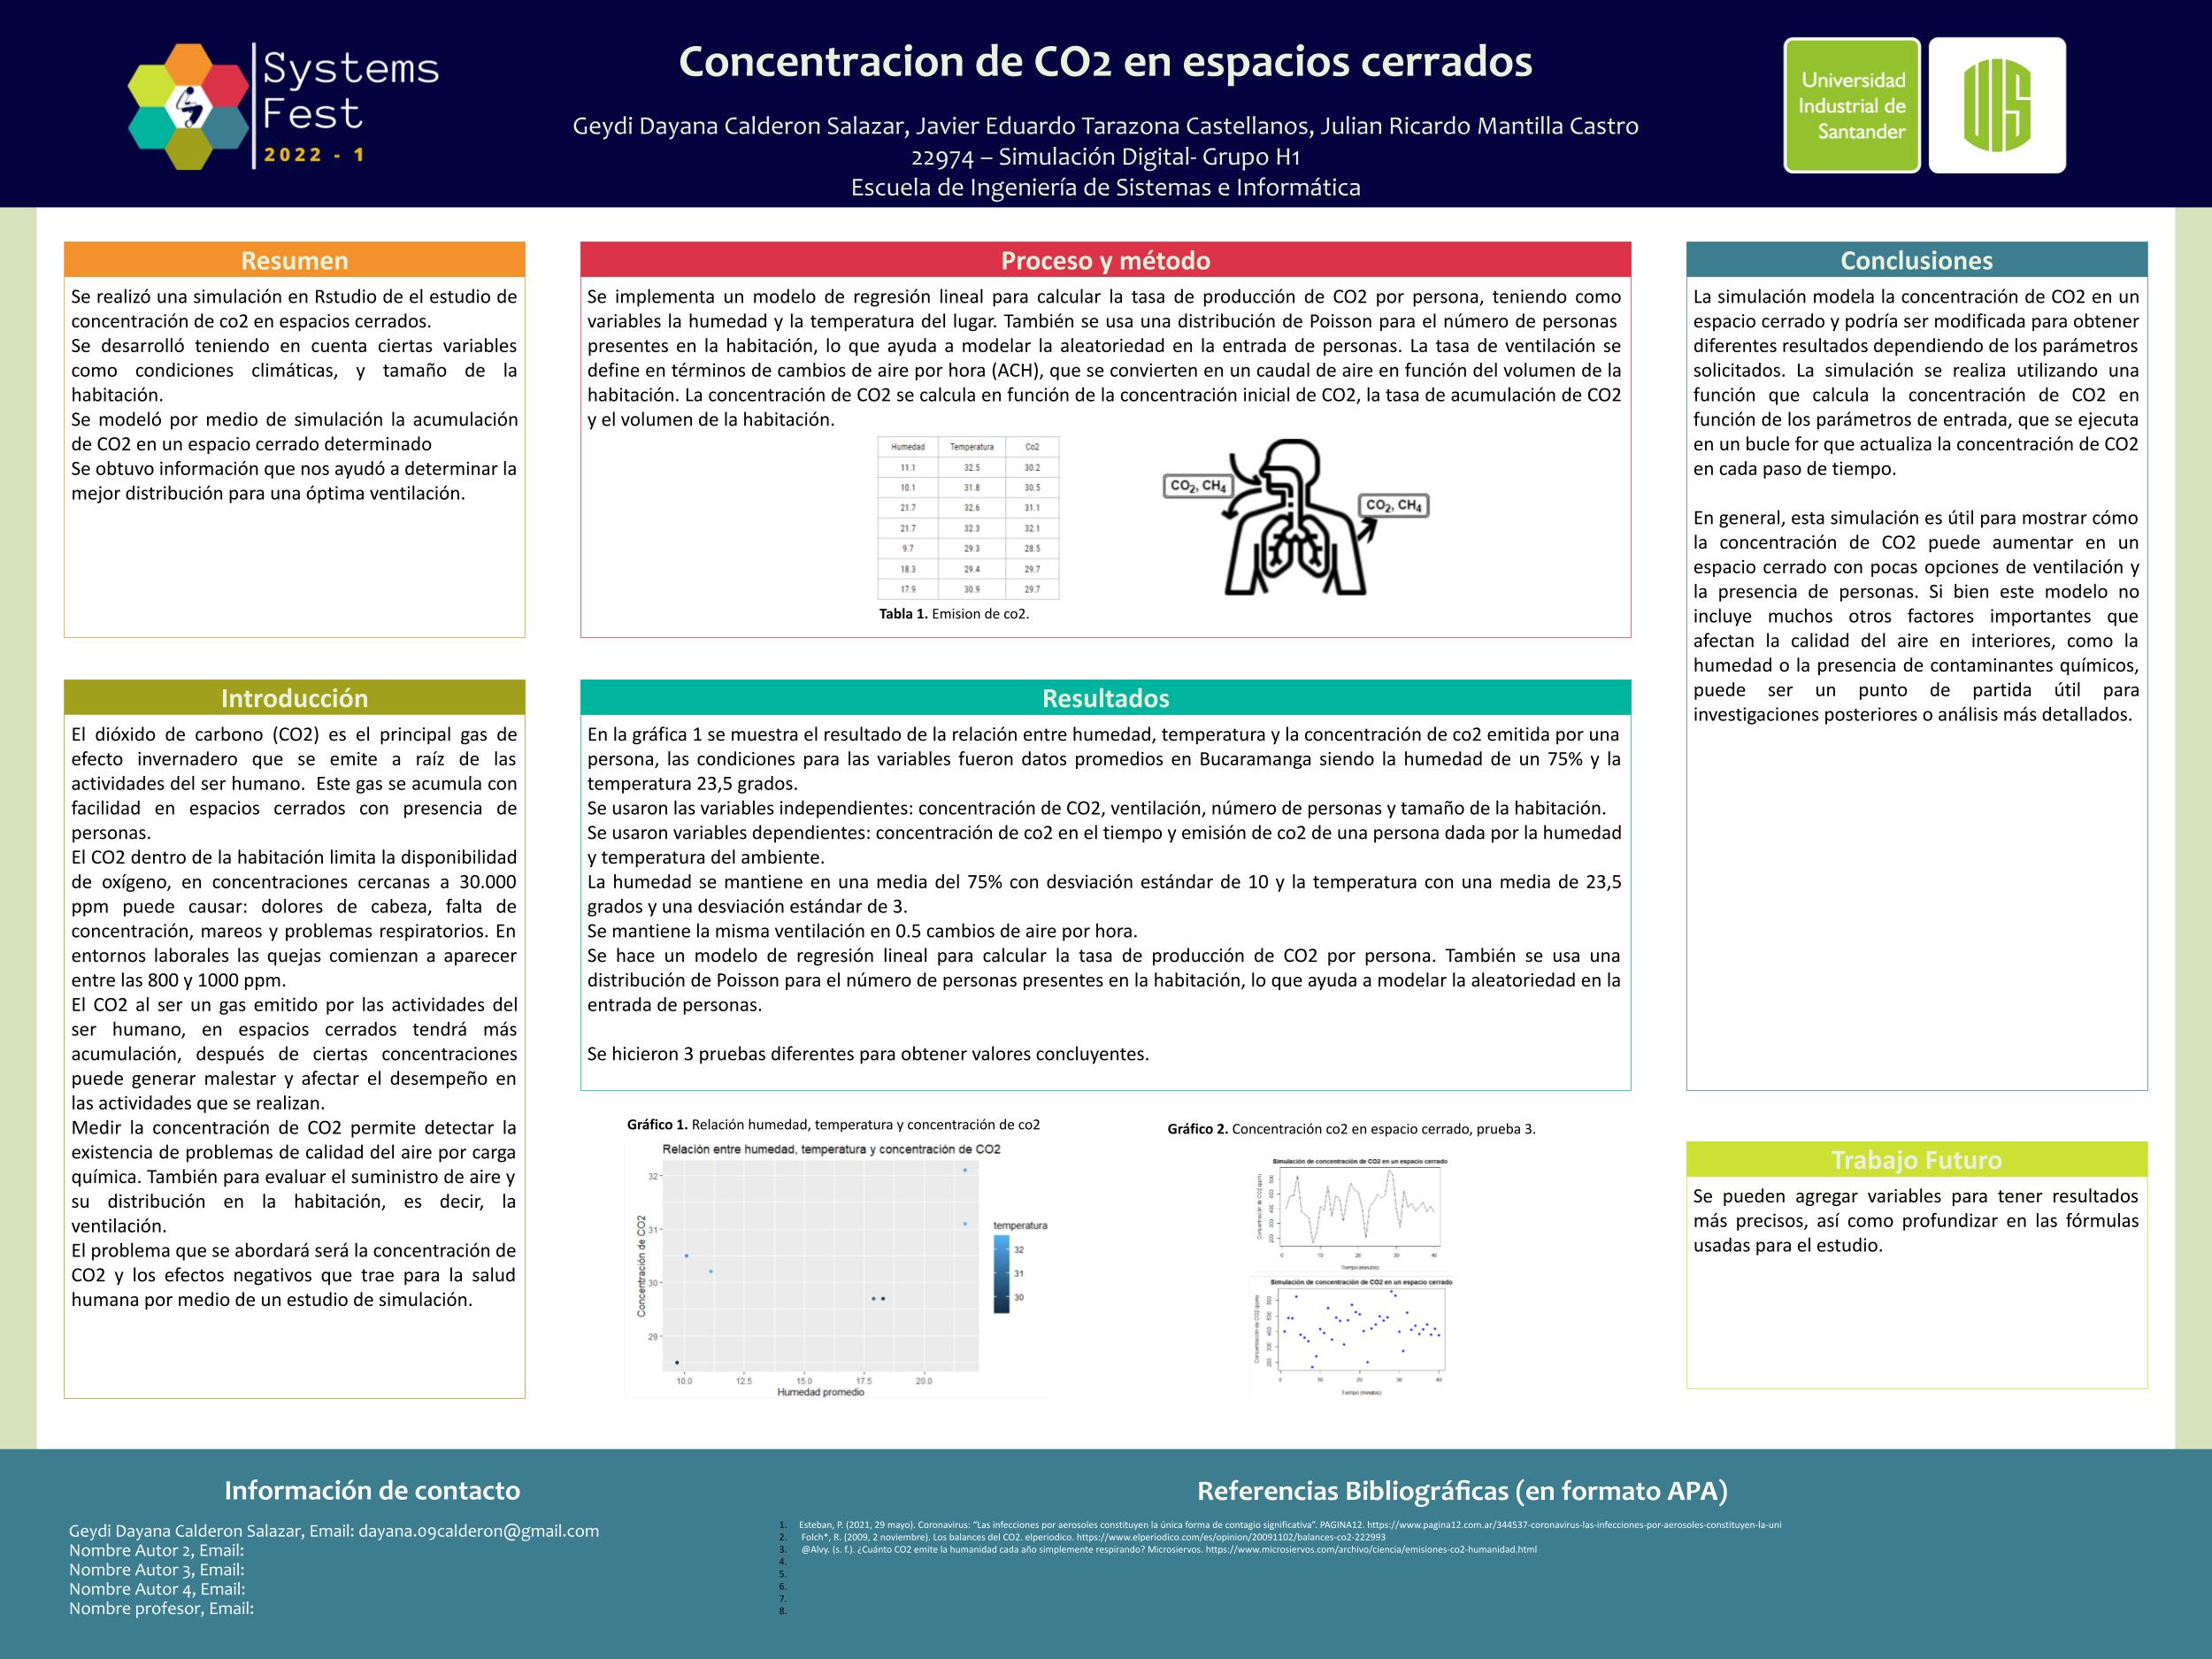 Systems
Fest
2022 - 1
Concentracion de CO2 en espacios cerrados
Geydi Dayana Calderon Salazar, Javier Eduardo Tarazona Castellanos, Julian Ricardo Mantilla Castro
22974 – Simulación Digital- Grupo H1
Escuela de Ingeniería de Sistemas e Informática
Universidad
Industrial de
Santander
UIS
Resumen
Se realizó una simulación en Rstudio de el estudio de
concentración de co2 en espacios cerrados.
Se desarrolló teniendo en cuenta ciertas variables
como condiciones climáticas, y tamaño de la
habitación.
Se modeló por medio de simulación la acumulación
de CO2 en un espacio cerrado determinado
Se obtuvo información que nos ayudó a determinar la
mejor distribución para una óptima ventilación.
Introducción
El dióxido de carbono (CO2) es el principal gas de
efecto invernadero que se emite a raíz de las
actividades del ser humano. Este gas se acumula con
facilidad en espacios cerrados con presencia de
personas.
El CO2 dentro de la habitación limita la disponibilidad
de oxígeno, en concentraciones cercanas a 30.000
ppm puede causar: dolores de cabeza, falta de
concentración, mareos y problemas respiratorios. En
entornos laborales las quejas comienzan a aparecer
entre las 800 y 1000 ppm.
El CO2 al ser un gas emitido por las actividades del
ser humano, en espacios cerrados tendrá más
acumulación, después de ciertas concentraciones
puede generar malestar y afectar el desempeño en
las actividades que se realizan.
Medir la concentración de CO2 permite detectar la
existencia de problemas de calidad del aire por carga
química. También para evaluar el suministro de aire y
su distribución en la habitación, es decir, la
ventilación.
El problema que se abordará será la concentración de
CO2 y los efectos negativos que trae para la salud
humana por medio de un estudio de simulación.
Proceso y método
Se implementa un modelo de regresión lineal para calcular la tasa de producción de CO2 por persona, teniendo como
variables la humedad y la temperatura del lugar. También se usa una distribución de Poisson para el número de personas
presentes en la habitación, lo que ayuda a modelar la aleatoriedad en la entrada de personas. La tasa de ventilación se
define en términos de cambios de aire por hora (ACH), que se convierten en un caudal de aire en función del volumen de la
habitación. La concentración de CO2 se calcula en función de la concentración inicial de CO2, la tasa de acumulación de CO2
y el volumen de la habitación.
Humedad Temperatura Co2
11.1 32.5 30.2
10.1 31.8 30.5
21.7 32.6 31.1
21.7 32.3 32.1
9.7 29.3 28.5
18.3 29.4 29.7
17.9 30.9 29.7
Tabla 1. Emision de co2.
CO2, CH4
CO2, CH4
Resultados
En la gráfica 1 se muestra el resultado de la relación entre humedad, temperatura y la concentración de co2 emitida por una
persona, las condiciones para las variables fueron datos promedios en Bucaramanga siendo la humedad de un 75% y la
temperatura 23,5 grados.
Se usaron las variables independientes: concentración de CO2, ventilación, número de personas y tamaño de la habitación.
Se usaron variables dependientes: concentración de co2 en el tiempo y emisión de co2 de una persona dada por la humedad
y temperatura del ambiente.
La humedad se mantiene en una media del 75% con desviación estándar de 10 y la temperatura con una media de 23,5
grados y una desviación estándar de 3.
Se mantiene la misma ventilación en 0.5 cambios de aire por hora.
Se hace un modelo de regresión lineal para calcular la tasa de producción de CO2 por persona. También se usa una
distribución de Poisson para el número de personas presentes en la habitación, lo que ayuda a modelar la aleatoriedad en la
entrada de personas.
Se hicieron 3 pruebas diferentes para obtener valores concluyentes.
Gráfico 1. Relación humedad, temperatura y concentración de co2
Relación entre humedad, temperatura y concentración de CO2
Concentración de CO2
32
31
30
29
10.0 12.5 15.0 17.5 20.0
Humedad promedio
temperatura
32
31
30
Gráfico 2. Concentración co2 en espacio cerrado, prueba 3.
Simulación de concentración de CO2 en un espacio cerrado
Concentración de CO2 (ppm)
200 300 400 500 600
0 10 20 30 40
Tiempo (minutos)
Simulación de concentración de CO2 en un espacio cerrado
Concentración de CO2 (ppm)
200 300 400 500 600
0 10 20 30 40
Tiempo (minutos)
Conclusiones
La simulación modela la concentración de CO2 en un
espacio cerrado y podría ser modificada para obtener
diferentes resultados dependiendo de los parámetros
solicitados. La simulación se realiza utilizando una
función que calcula la concentración de CO2 en
función de los parámetros de entrada, que se ejecuta
en un bucle for que actualiza la concentración de CO2
en cada paso de tiempo.
En general, esta simulación es útil para mostrar cómo
la concentración de CO2 puede aumentar en un
espacio cerrado con pocas opciones de ventilación y
la presencia de personas. Si bien este modelo no
incluye muchos otros factores importantes que
afectan la calidad del aire en interiores, como la
humedad o la presencia de contaminantes químicos,
puede ser un punto de partida útil para
investigaciones posteriores o análisis más detallados.
Trabajo Futuro
Se pueden agregar variables para tener resultados
más precisos, así como profundizar en las fórmulas
usadas para el estudio.
Información de contacto
Geydi Dayana Calderon Salazar, Email: dayana.09calderon@gmail.com
Nombre Autor 2, Email:
Nombre Autor 3, Email:
Nombre Autor 4, Email:
Nombre profesor, Email:
Referencias Bibliográficas (en formato APA)
1. Esteban, P. (2021, 29 mayo). Coronavirus: “Las infecciones por aerosoles constituyen la única forma de contagio significativa”. PAGINA12. https://www.pagina12.com.ar/344537-coronavirus-las-infecciones-por-aerosoles-constituyen-la-uni
2. Folch*, R. (2009, 2 noviembre). Los balances del CO2. elperiodico. https://www.elperiodico.com/es/opinion/20091102/balances-co2-222993
3. @Alvy. (s. f.). ¿Cuánto CO2 emite la humanidad cada año simplemente respirando? Microsiervos. https://www.microsiervos.com/archivo/ciencia/emisiones-co2-humanidad.html
4.
5.
6.
7.
8.